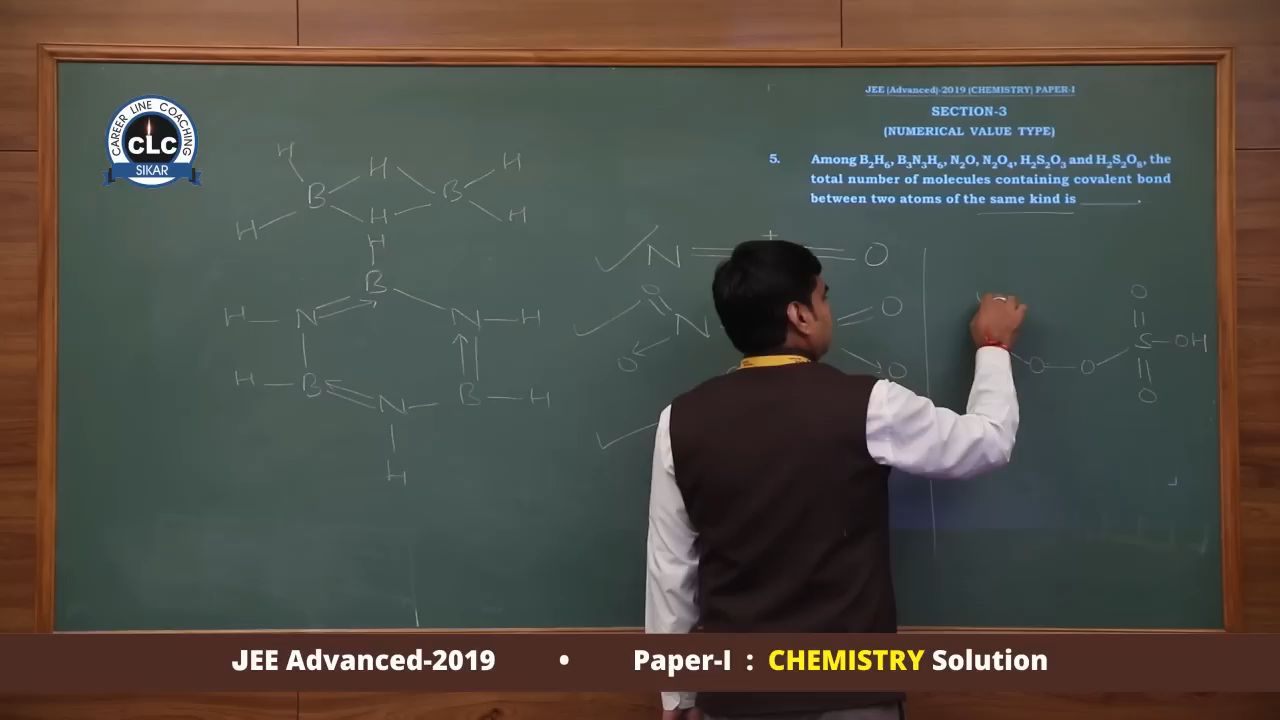 CAREER LINE COACHING
CLC
SIKAR
JEE (Advanced)-2019 (CHEMISTRY) PAPER-I
SECTION-3
(NUMERICAL VALUE TYPE)
5. Among B₂H₆, B₃N₃H₆, N₂O, N₂O₄, H₂S₂O₃ and H₂S₂O₈, the
total number of molecules containing covalent bond
between two atoms of the same kind is ________.
H H H
B B
H H H
H
B
H N N H
H B N B H
H
+
N O
O N O
O O
O
O O S OH
O
JEE Advanced-2019 • Paper-I : CHEMISTRY Solution